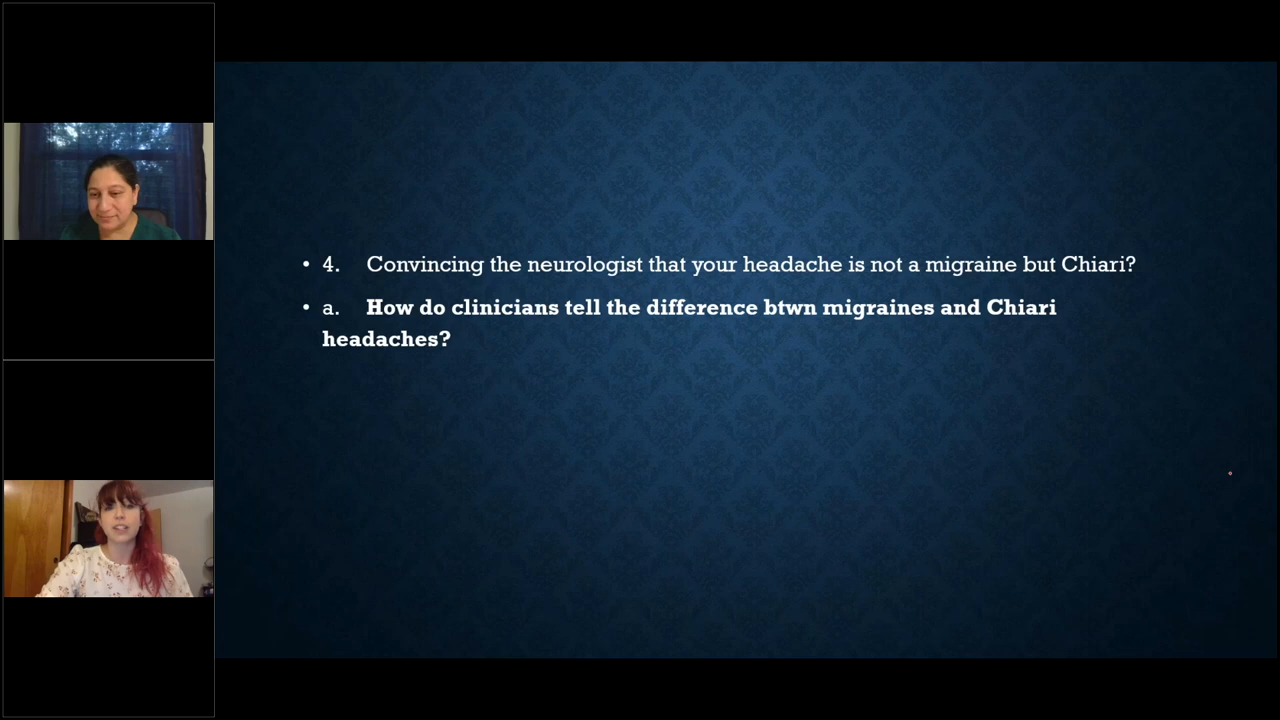 • 4. Convincing the neurologist that your headache is not a migraine but Chiari?
• a. How do clinicians tell the difference btwn migraines and Chiari
headaches?